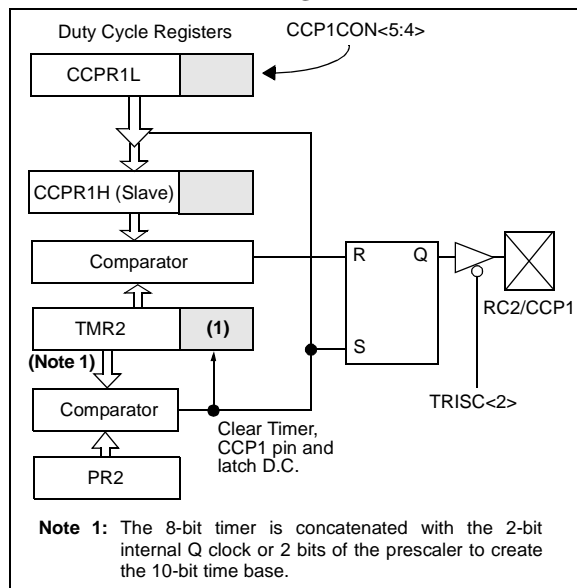 Duty Cycle Registers
CCP1CON<5:4>
CCPR1L
CCPR1H (Slave)
Comparator
R
Q
RC2/CCP1
TMR2
(1)
(Note 1)
S
TRISC<2>
Comparator
Clear Timer,
CCP1 pin and
latch D.C.
PR2
Note 1: The 8-bit timer is concatenated with the 2-bit
internal Q clock or 2 bits of the prescaler to create
the 10-bit time base.